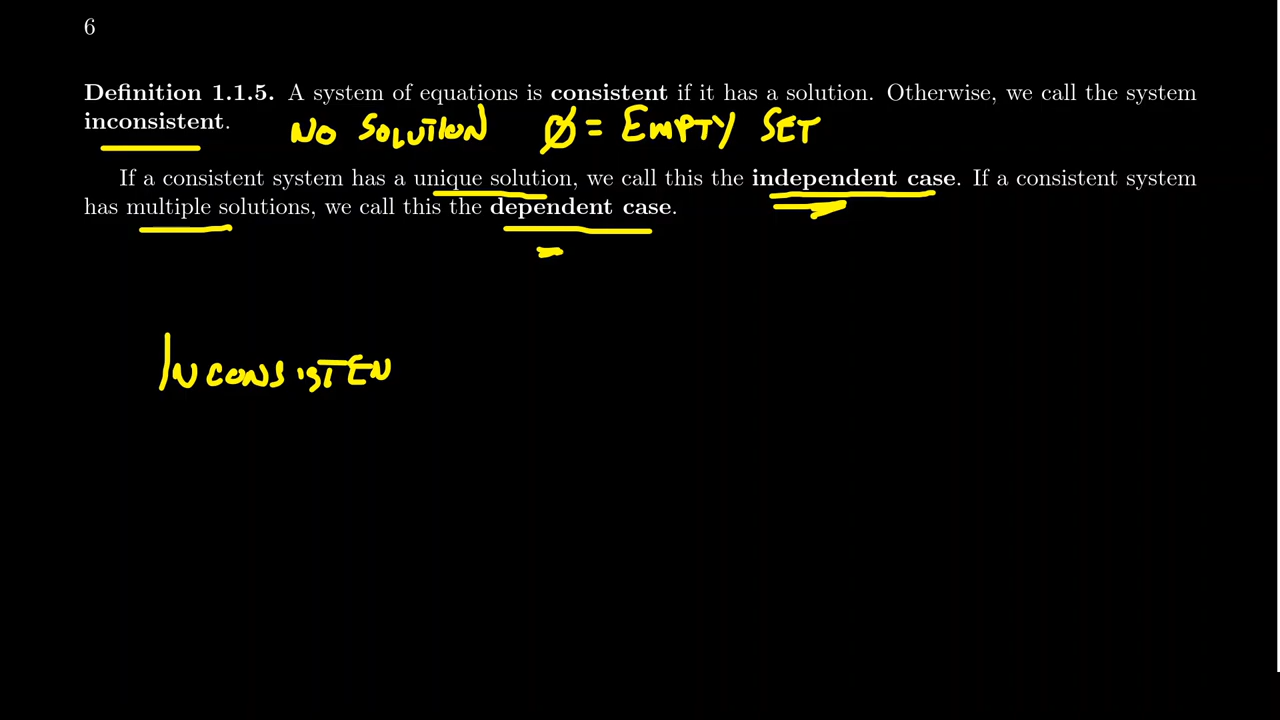 6
Definition 1.1.5. A system of equations is consistent if it has a solution. Otherwise, we call the system
inconsistent. NO SOLUTION ∅ = EMPTY SET
If a consistent system has a unique solution, we call this the independent case. If a consistent system
has multiple solutions, we call this the dependent case.
INCONSISTEN